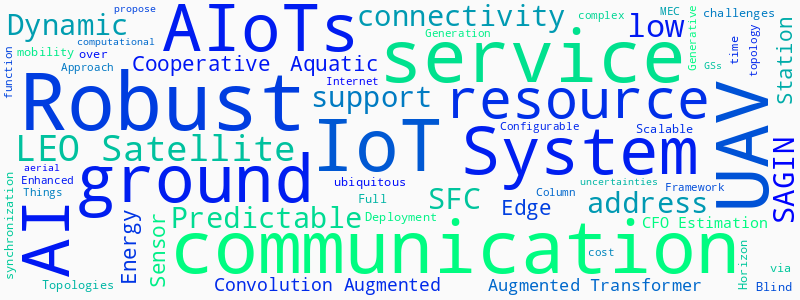 propose
AIoTs
connectivity
low
MEC
challenges
Dynamic
computational
Generation
complex
Generative
mobility
over
service
time
topology
Station
function
Approach
Cooperative
Aquatic
GSs
Internet
Robust
support
resource
UAV
IoT
System
Configurable
Scalable
LEO Satellite
SAGIN
aerial
ground
ubiquitous
uncertainties
Enhanced
Things
Full
SFC
Column
Framework
synchronization
AI
Energy
Sensor
Predictable
Deployment
Edge
address
CFO Estimation
communication
cost
Horizon
via
Topologies
Convolution Augmented
Augmented Transformer
Blind